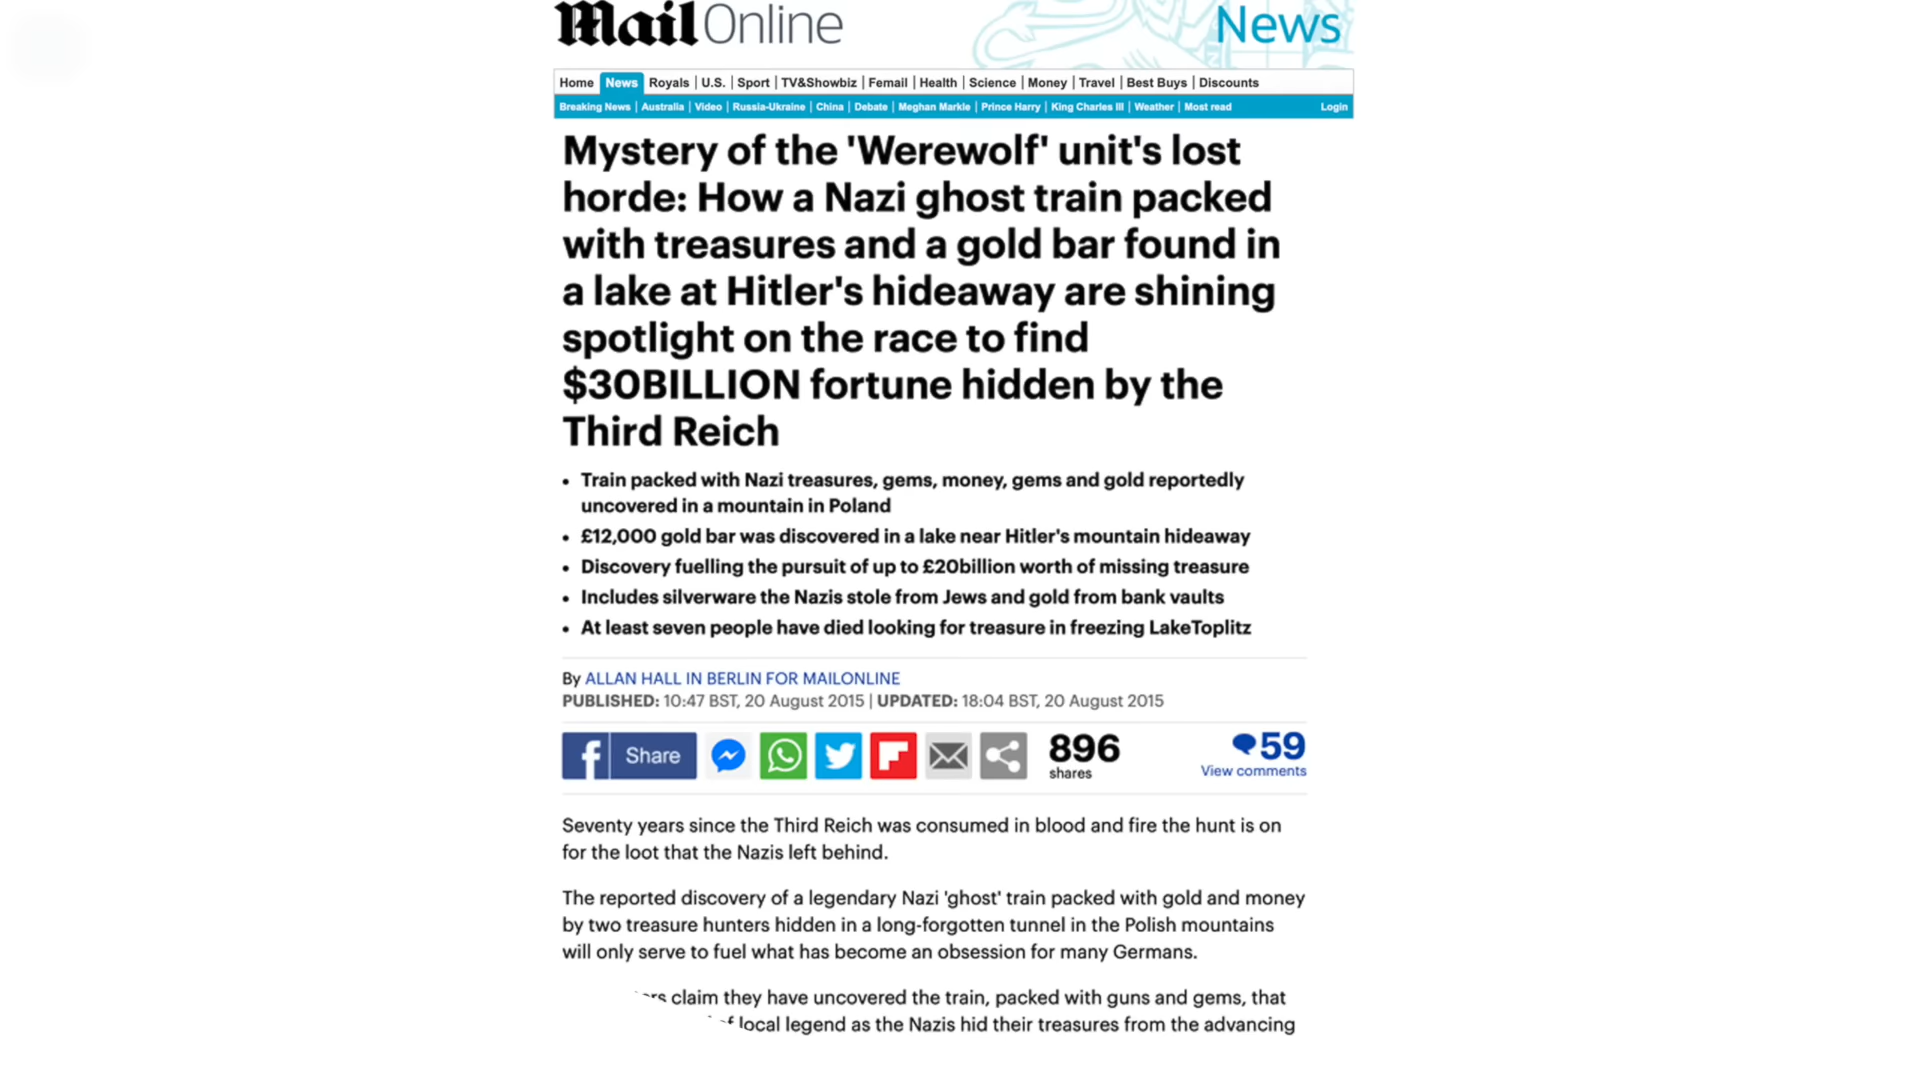 Mail Online
News
Home News Royals U.S. Sport TV&Showbiz Femail Health Science Money Travel Best Buys Discounts
Breaking News Australia Video Russia-Ukraine China Debate Meghan Markle Prince Harry King Charles III Weather Most read Login
Mystery of the 'Werewolf' unit's lost
horde: How a Nazi ghost train packed
with treasures and a gold bar found in
a lake at Hitler's hideaway are shining
spotlight on the race to find
$30BILLION fortune hidden by the
Third Reich
• Train packed with Nazi treasures, gems, money, gems and gold reportedly
uncovered in a mountain in Poland
• £12,000 gold bar was discovered in a lake near Hitler's mountain hideaway
• Discovery fuelling the pursuit of up to £20billion worth of missing treasure
• Includes silverware the Nazis stole from Jews and gold from bank vaults
• At least seven people have died looking for treasure in freezing LakeToplitz
By ALLAN HALL IN BERLIN FOR MAILONLINE
PUBLISHED: 10:47 BST, 20 August 2015 | UPDATED: 18:04 BST, 20 August 2015
Share
896
shares
59
View comments
Seventy years since the Third Reich was consumed in blood and fire the hunt is on
for the loot that the Nazis left behind.
The reported discovery of a legendary Nazi 'ghost' train packed with gold and money
by two treasure hunters hidden in a long-forgotten tunnel in the Polish mountains
will only serve to fuel what has become an obsession for many Germans.
claim they have uncovered the train, packed with guns and gems, that
local legend as the Nazis hid their treasures from the advancing